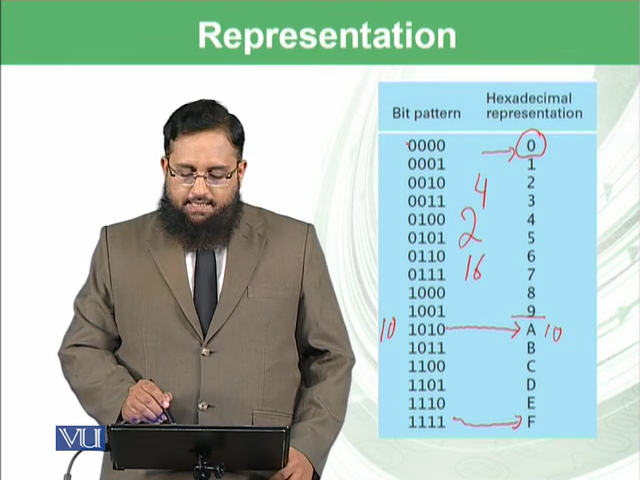 Representation
Bit pattern Hexadecimal representation
0000 0
0001 1
0010 2
0011 3
0100 4
0101 5
0110 6
0111 7
1000 8
1001 9
1010 A
1011 B
1100 C
1101 D
1110 E
1111 F
4
2
16
10
10
VU